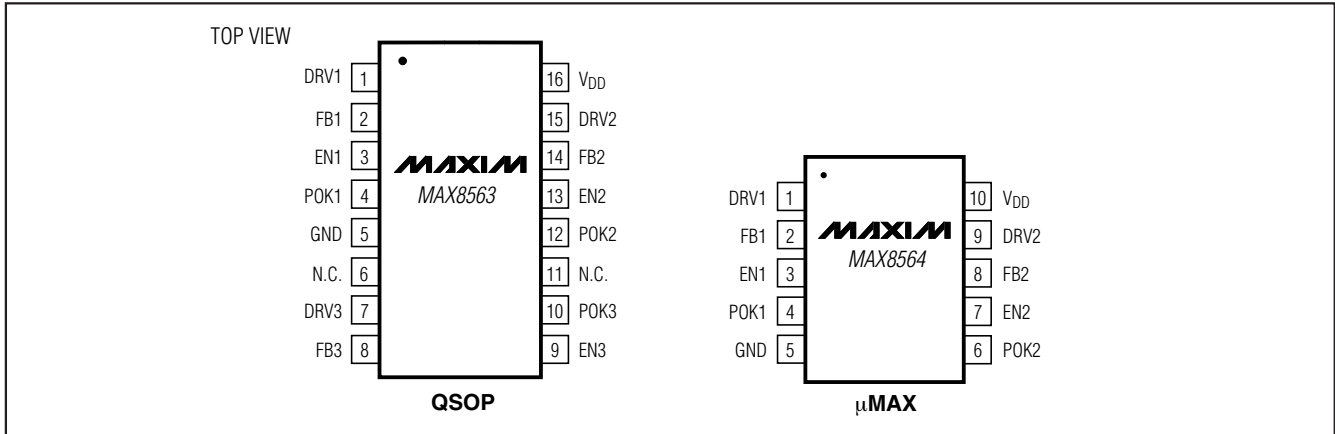 TOP VIEW
DRV1 1
FB1 2
EN1 3
POK1 4
GND 5
N.C. 6
DRV3 7
FB3 8
16 VDD
15 DRV2
14 FB2
13 EN2
12 POK2
11 N.C.
10 POK3
9 EN3
MAXIM
MAX8563
QSOP
DRV1 1
FB1 2
EN1 3
POK1 4
GND 5
10 VDD
9 DRV2
8 FB2
7 EN2
6 POK2
MAXIM
MAX8564
µMAX